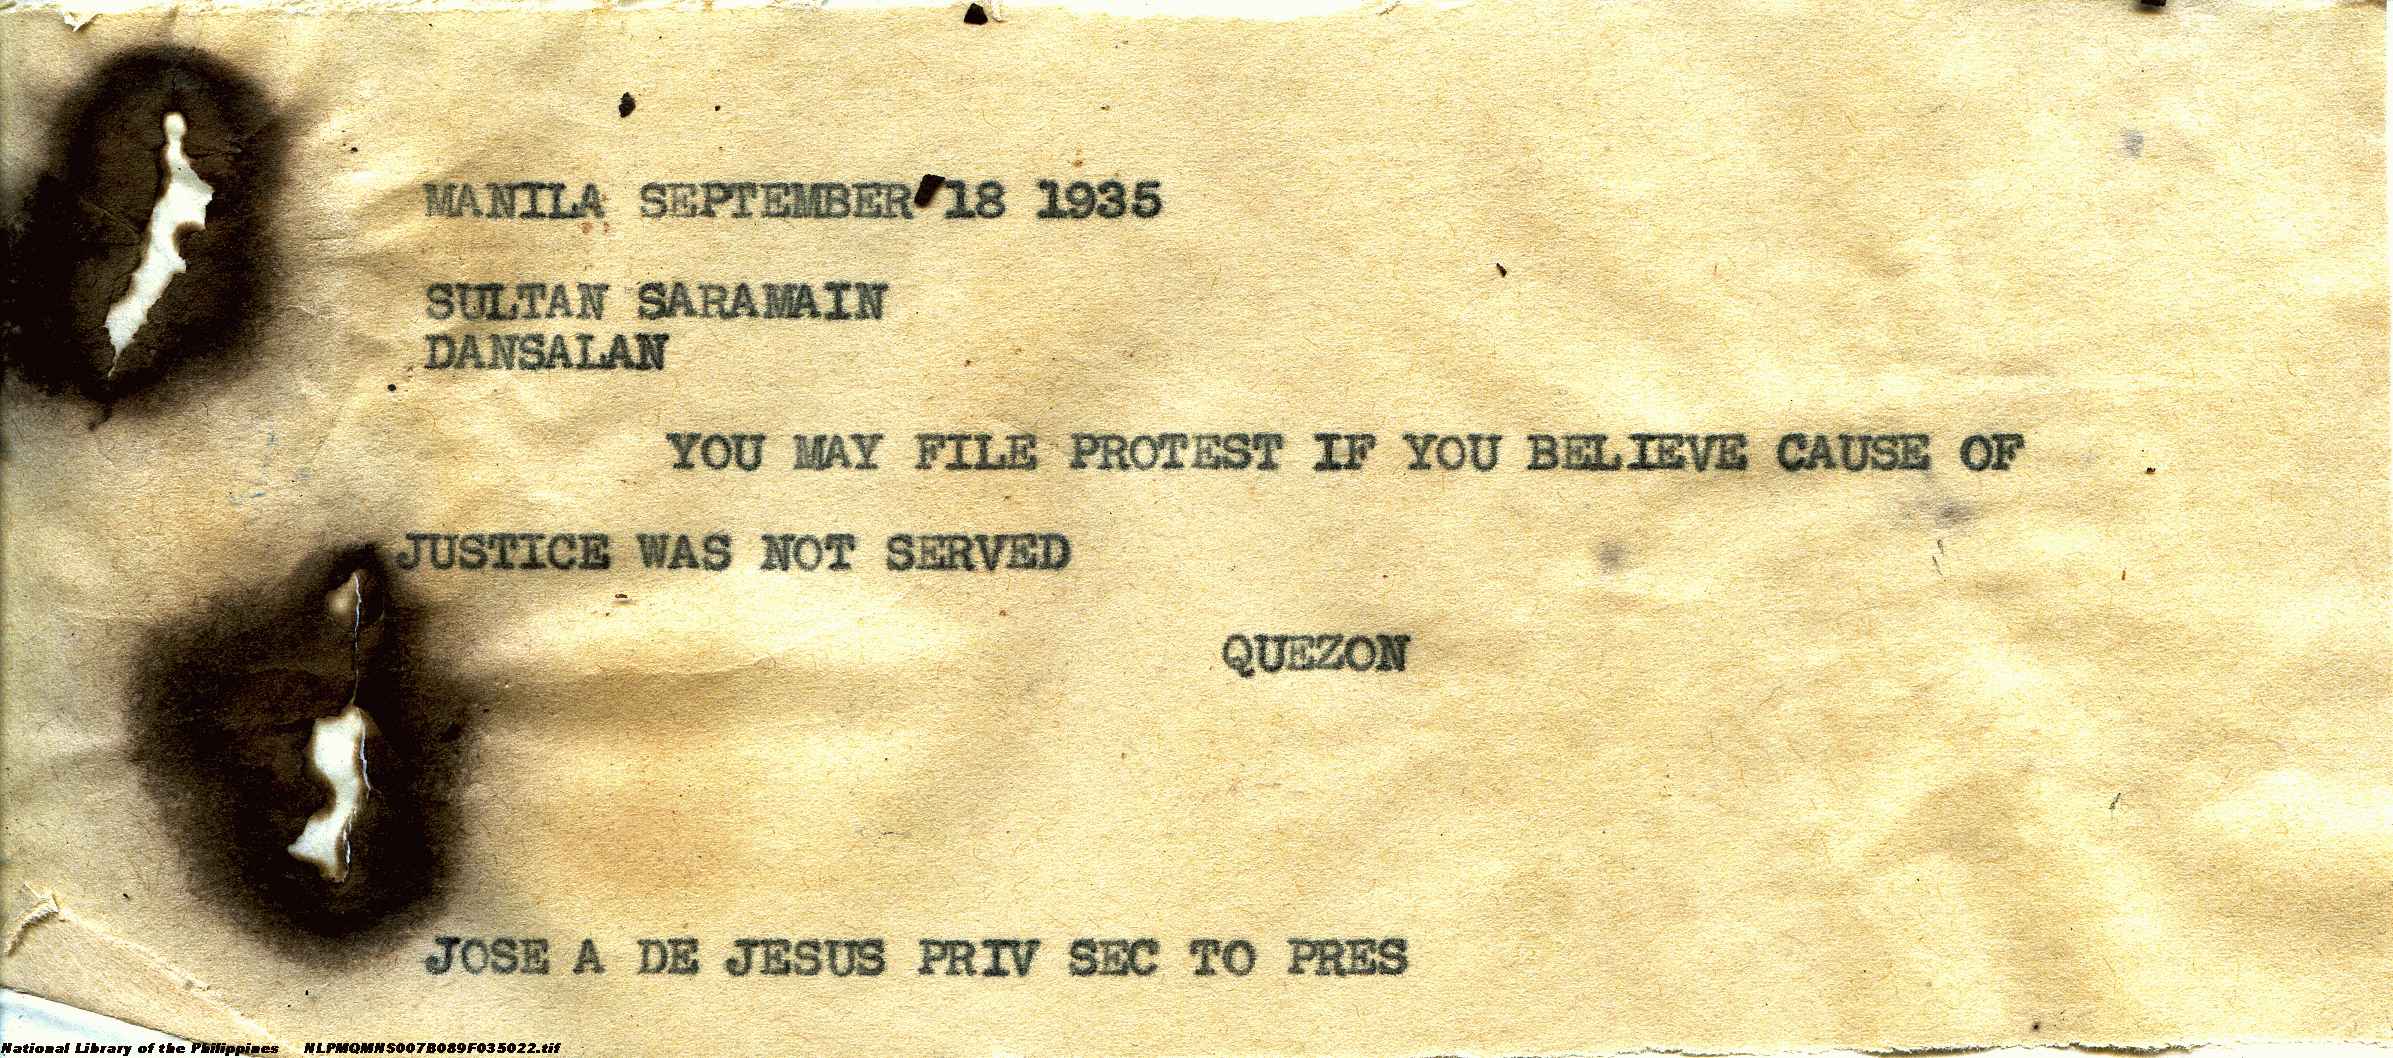 MANILA SEPTEMBER 18 1935
SULTAN SARAMAIN
DANSALAN
YOU MAY FILE PROTEST IF YOU BELIEVE CAUSE OF
JUSTICE WAS NOT SERVED
QUEZON
JOSE A DE JESUS PRIV SEC TO PRES
National Library of the Philippines NLPMQMNS007B089F035022.tif